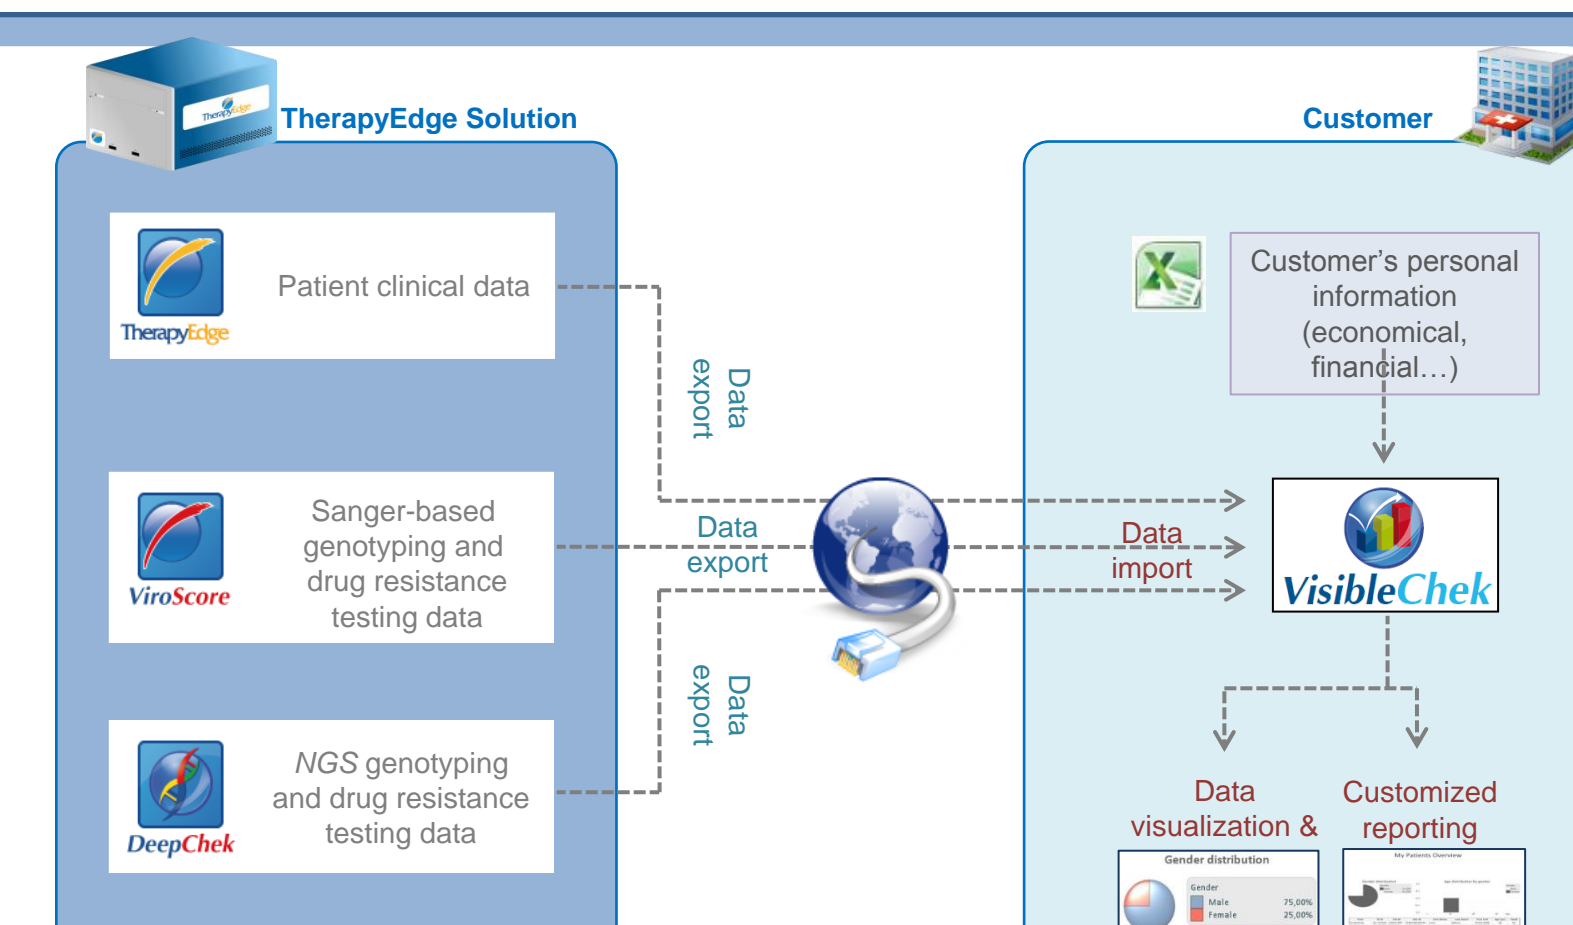 TherapyEdge Solution
Customer
TherapyEdge
Patient clinical data
TherapyEdge
Data
export
Customer’s personal
information
(economical,
financial…)
Sanger-based
genotyping and
drug resistance
testing data
ViroScore
Data
export
Data
import
VisibleChek
Data
export
NGS genotyping
and drug resistance
testing data
DeepChek
Data
visualization &
Customized
reporting
Gender distribution
Gender
Male 75,00%
Female 25,00%
My Patients Overview